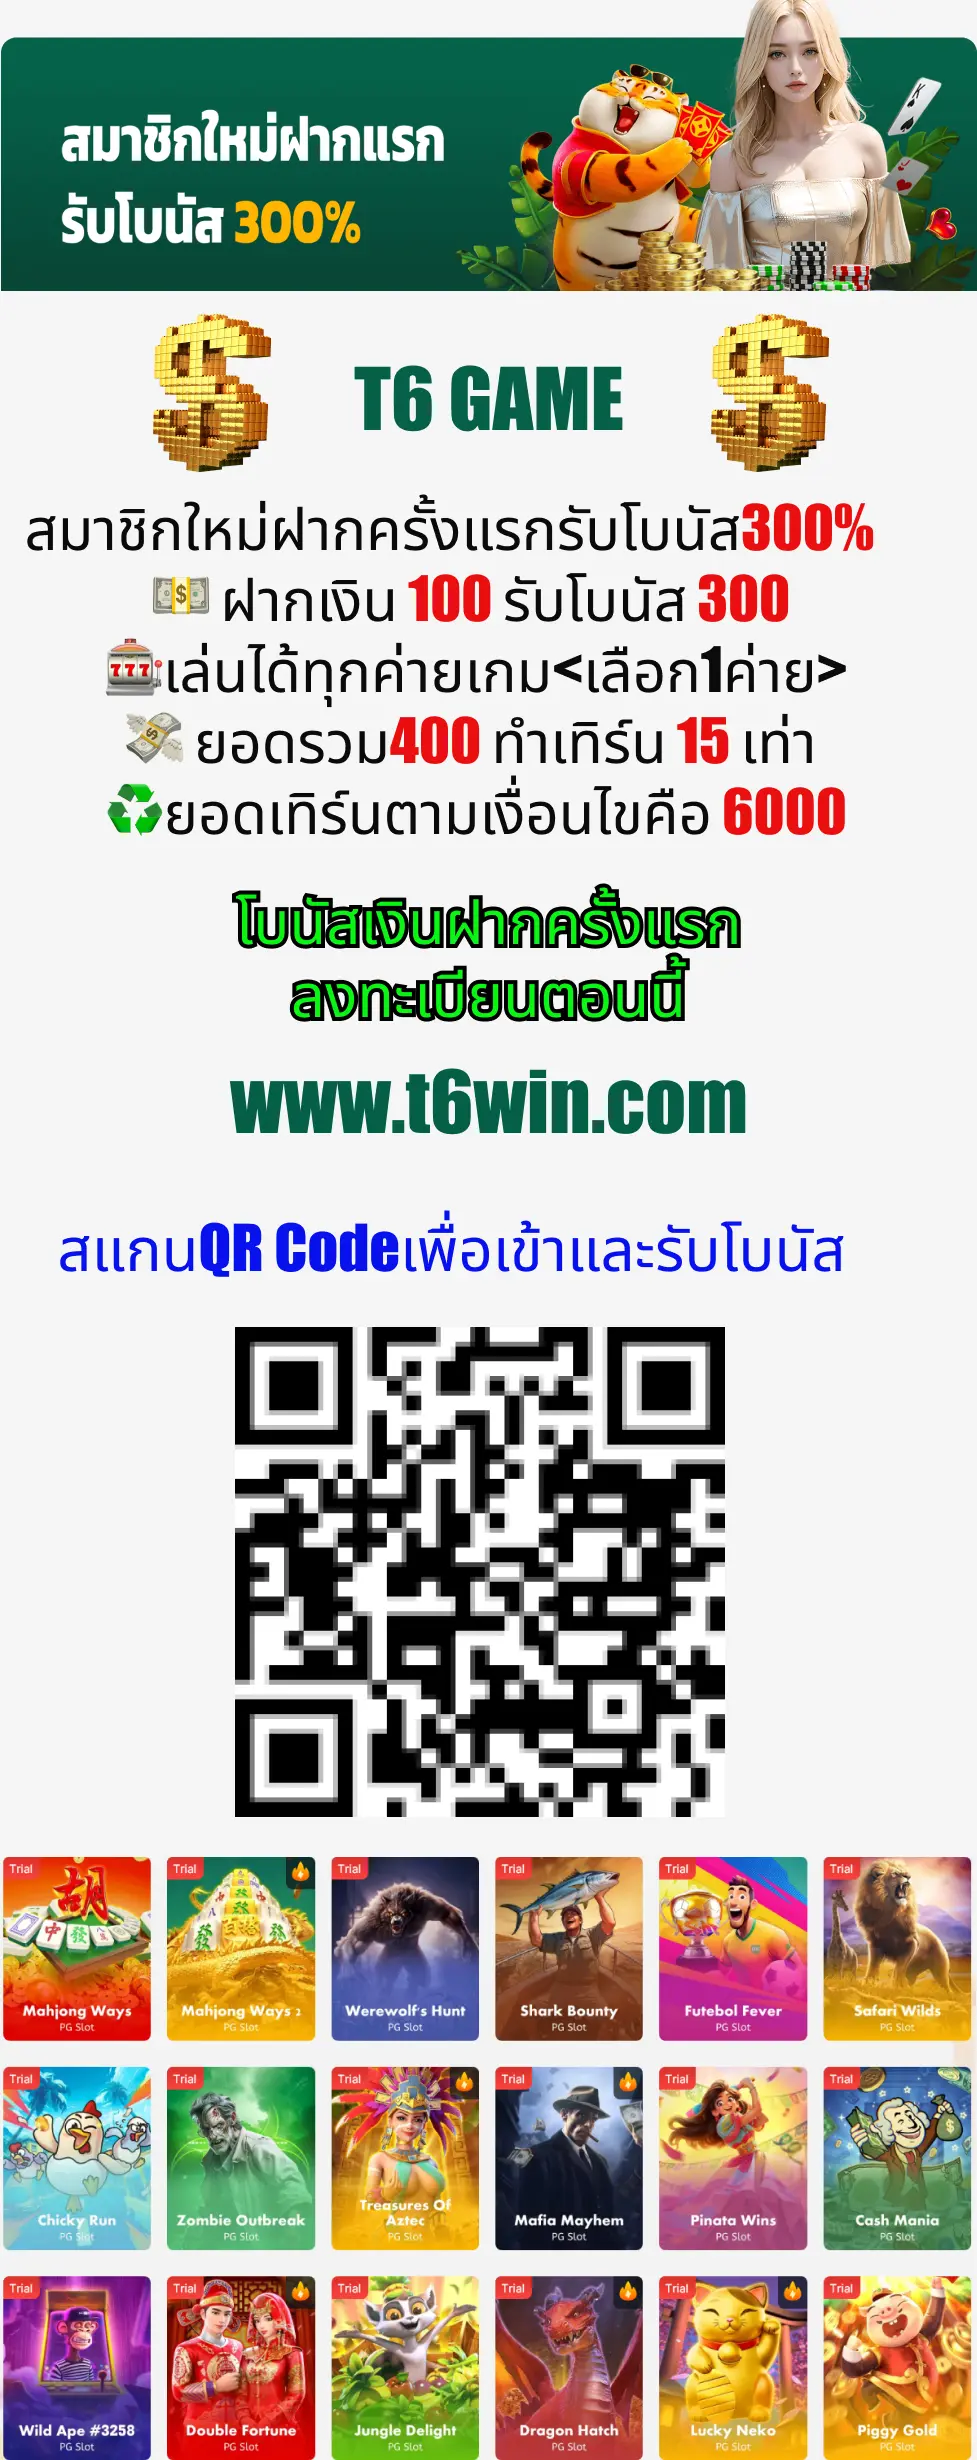 สมาชิกใหม่ฝากแรก
รับโบนัส 300%
T6 GAME
สมาชิกใหม่ฝากครั้งแรกรับโบนัส300%
ฝากเงิน 100 รับโบนัส 300
777
เล่นได้ทุกค่ายเกม<เลือก1ค่าย>
ยอดรวม400 ทำเทิร์น 15 เท่า
ยอดเทิร์นตามเงื่อนไขคือ 6000
โบนัสเงินฝากครั้งแรก
ลงทะเบียนตอนนี้
www.t6win.com
สแกนQR Codeเพื่อเข้าและรับโบนัส
Trial Trial Trial Trial Trial Trial
胡
中 發
Mahjong Ways Mahjong Ways 2 Werewolf's Hunt Shark Bounty Futebol Fever Safari Wilds
PG Slot PG Slot PG Slot PG Slot PG Slot PG Slot
Trial Trial Trial Trial Trial Trial
Chicky Run Zombie Outbreak Treasures Of Aztec Mafia Mayhem Pinata Wins Cash Mania
PG Slot PG Slot PG Slot PG Slot PG Slot PG Slot
Trial Trial Trial Trial Trial Trial
Wild Ape #3258 Double Fortune Jungle Delight Dragon Hatch Lucky Neko Piggy Gold
PG Slot PG Slot PG Slot PG Slot PG Slot PG Slot